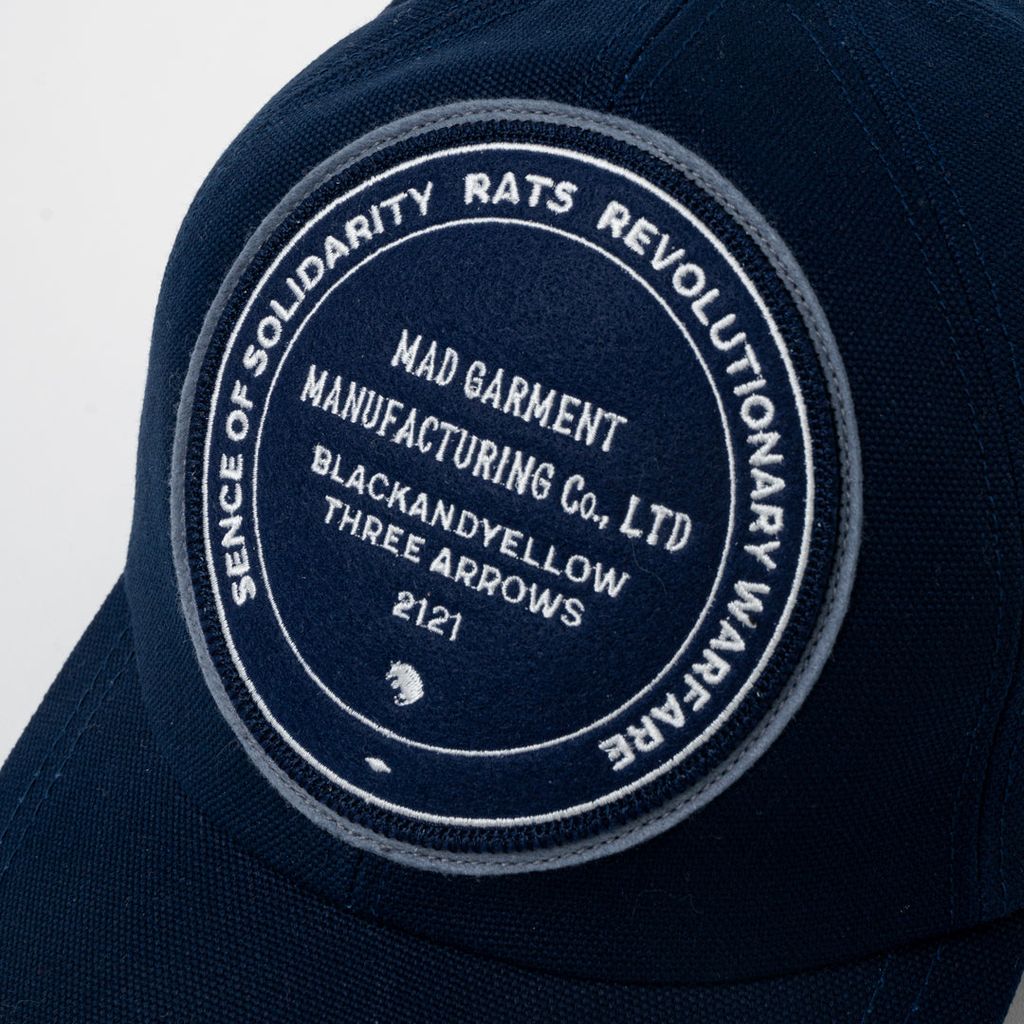 SENCE OF SOLIDARITY RATS REVOLUTIONARY WARFARE
MAD GARMENT
MANUFACTURING Co., LTD
BLACKANDYELLOW
THREE ARROWS
2121